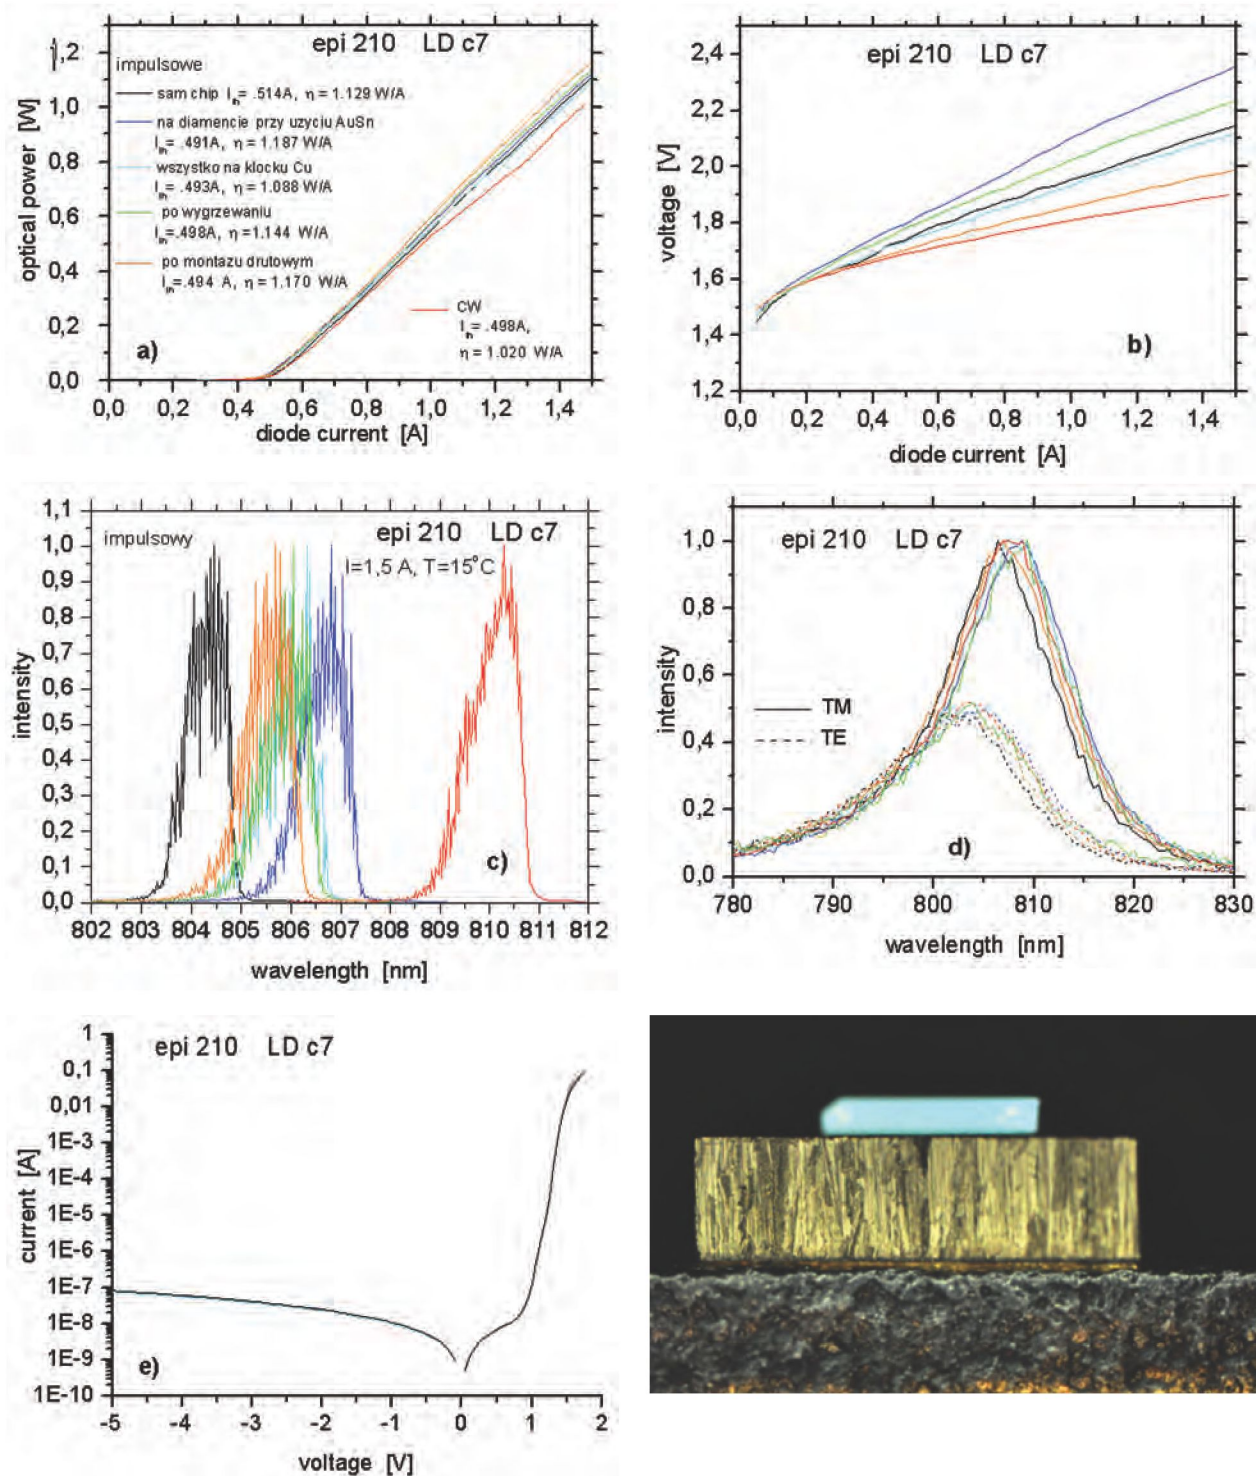 epi 210 LD c7
impulsowe
sam chip I_th = .514A, η = 1.129 W/A
na diamencie przy uzyciu AuSn
I_th = .491A, η = 1.187 W/A
wszystko na klocku Cu
I_th = .493A, η = 1.088 W/A
po wygrzewaniu
I_th = .498A, η = 1.144 W/A
po montazu drutowym
I_th = .494 A, η = 1.170 W/A
CW
I_th = .498A,
η = 1.020 W/A
a)
optical power [W]
1,2
1,0
0,8
0,6
0,4
0,2
0,0
0,0 0,2 0,4 0,6 0,8 1,0 1,2 1,4
diode current [A]
epi 210 LD c7
b)
voltage [V]
2,4
2,2
2,0
1,8
1,6
1,4
1,2
0,0 0,2 0,4 0,6 0,8 1,0 1,2 1,4
diode current [A]
impulsowy
epi 210 LD c7
I=1,5 A, T=15°C
c)
intensity
1,1
1,0
0,9
0,8
0,7
0,6
0,5
0,4
0,3
0,2
0,1
0,0
802 803 804 805 806 807 808 809 810 811 812
wavelength [nm]
epi 210 LD c7
TM
TE
d)
intensity
1,0
0,8
0,6
0,4
0,2
0,0
780 790 800 810 820 830
wavelength [nm]
epi 210 LD c7
e)
current [A]
1
0,1
0,01
1E-3
1E-4
1E-5
1E-6
1E-7
1E-8
1E-9
1E-10
-5 -4 -3 -2 -1 0 1 2
voltage [V]